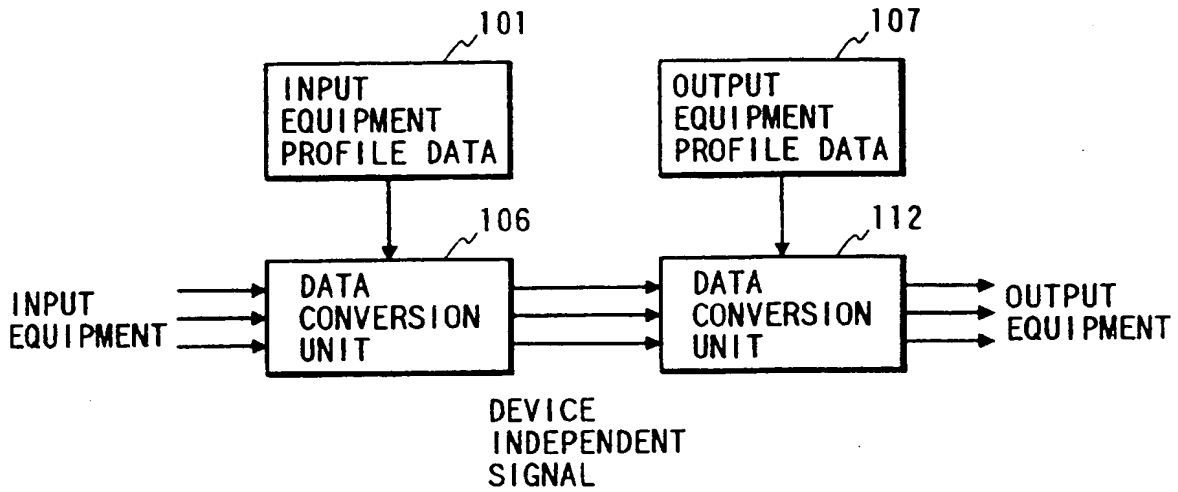 101
INPUT
EQUIPMENT
PROFILE DATA
107
OUTPUT
EQUIPMENT
PROFILE DATA
INPUT
EQUIPMENT
106
DATA
CONVERSION
UNIT
112
DATA
CONVERSION
UNIT
OUTPUT
EQUIPMENT
DEVICE
INDEPENDENT
SIGNAL